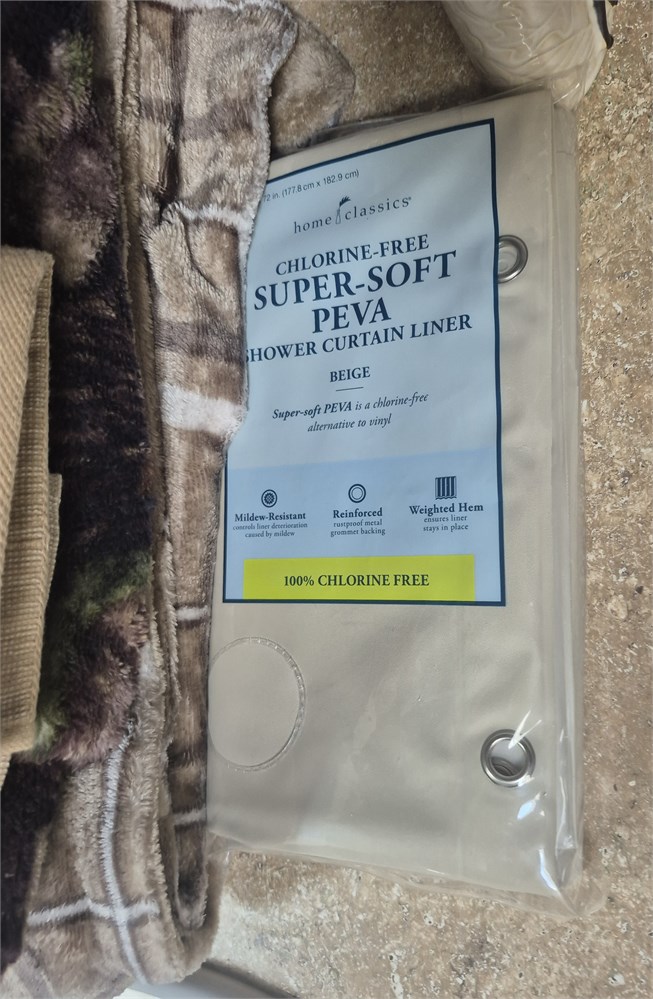 72 in. (177.8 cm x 182.9 cm)
home classics®
CHLORINE-FREE
SUPER-SOFT
PEVA
SHOWER CURTAIN LINER
BEIGE
Super-soft PEVA is a chlorine-free
alternative to vinyl
Mildew-Resistant
controls liner deterioration
caused by mildew
Reinforced
rustproof metal
grommet backing
Weighted Hem
ensures liner
stays in place
100% CHLORINE FREE